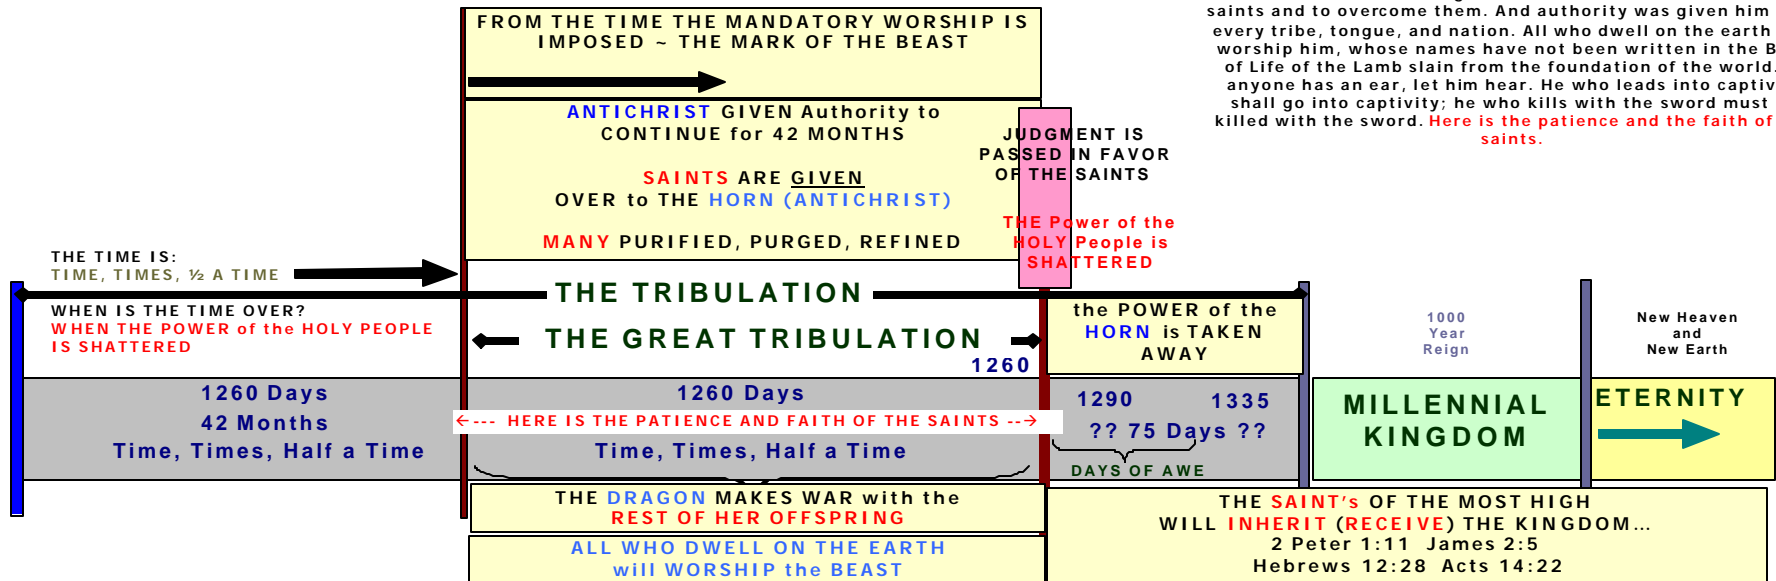 FROM THE TIME THE MANDATORY WORSHIP IS
IMPOSED ~ THE MARK OF THE BEAST
saints and to overcome them. And authority was given him
every tribe, tongue, and nation. All who dwell on the earth
worship him, whose names have not been written in the B
of Life of the Lamb slain from the foundation of the world.
anyone has an ear, let him hear. He who leads into captiv
shall go into captivity; he who kills with the sword must
killed with the sword. Here is the patience and the faith of
saints.
ANTICHRIST GIVEN Authority to
CONTINUE for 42 MONTHS
SAINTS ARE GIVEN
OVER to THE HORN (ANTICHRIST)
MANY PURIFIED, PURGED, REFINED
JUDGMENT IS
PASSED IN FAVOR
OF THE SAINTS
THE Power of the
HOLY People is
SHATTERED
THE TIME IS:
TIME, TIMES, ½ A TIME
WHEN IS THE TIME OVER?
WHEN THE POWER of the HOLY PEOPLE
IS SHATTERED
THE TRIBULATION
THE GREAT TRIBULATION
1260
the POWER of the
HORN is TAKEN
AWAY
1000
Year
Reign
New Heaven
and
New Earth
1260 Days
42 Months
Time, Times, Half a Time
1260 Days
←--- HERE IS THE PATIENCE AND FAITH OF THE SAINTS --→
Time, Times, Half a Time
1290 1335
?? 75 Days ??
DAYS OF AWE
MILLENNIAL
KINGDOM
ETERNITY
THE DRAGON MAKES WAR with the
REST OF HER OFFSPRING
ALL WHO DWELL ON THE EARTH
will WORSHIP the BEAST
THE SAINT's OF THE MOST HIGH
WILL INHERIT (RECEIVE) THE KINGDOM...
2 Peter 1:11 James 2:5
Hebrews 12:28 Acts 14:22